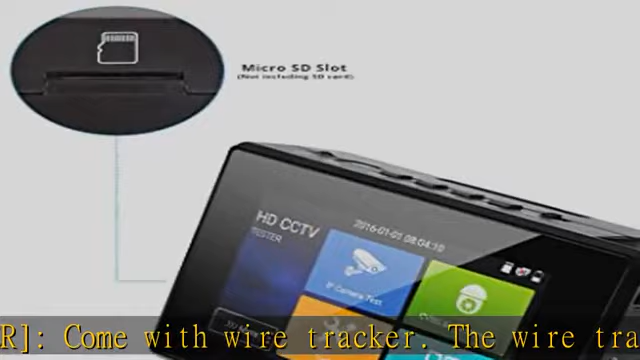 Micro SD Slot
(Not including SD card)
HD CCTV
TESTER
2016-01-01 08:04:10
IP Camera Test
R]: Come with wire tracker. The wire tra